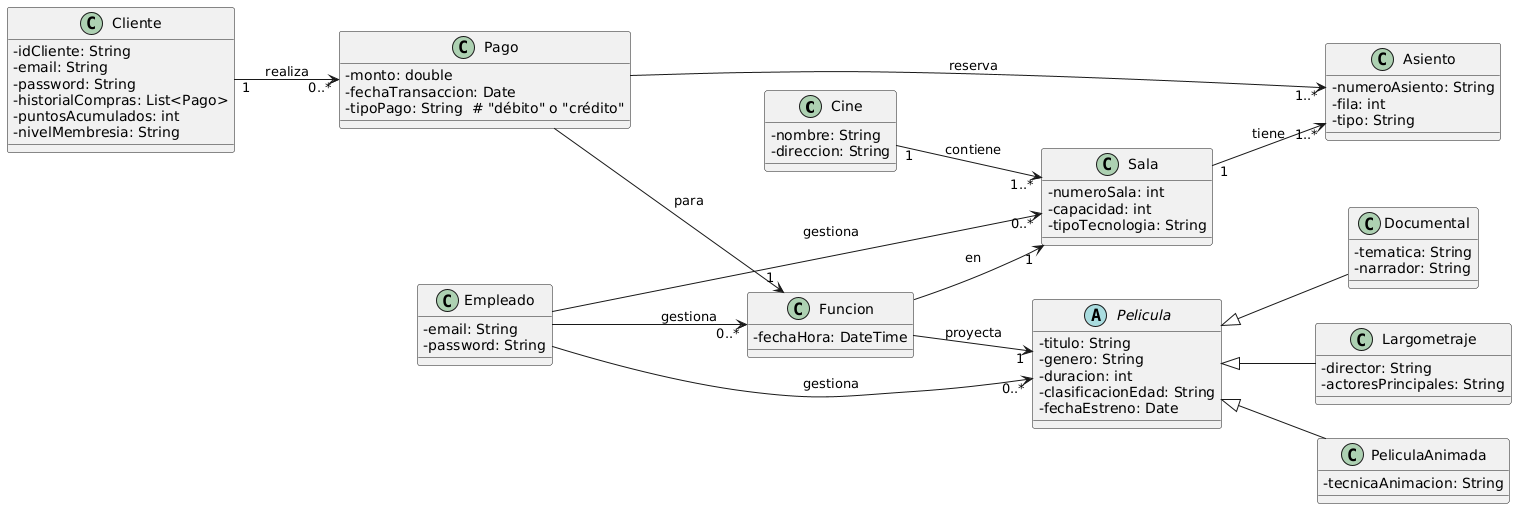 C Cliente
-idCliente: String
-email: String
-password: String
-historialCompras: List<Pago>
-puntosAcumulados: int
-nivelMembresia: String
realiza
1
0..*
C Pago
-monto: double
-fechaTransaccion: Date
-tipoPago: String  # "débito" o "crédito"
reserva
1..*
C Asiento
-numeroAsiento: String
-fila: int
-tipo: String
C Cine
-nombre: String
-direccion: String
contiene
1
1..*
tiene
1..*
1
C Sala
-numeroSala: int
-capacidad: int
-tipoTecnologia: String
para
1
gestiona
0..*
en
1
C Documental
-tematica: String
-narrador: String
C Empleado
-email: String
-password: String
gestiona
0..*
C Funcion
-fechaHora: DateTime
proyecta
1
A Pelicula
-titulo: String
-genero: String
-duracion: int
-clasificacionEdad: String
-fechaEstreno: Date
C Largometraje
-director: String
-actoresPrincipales: String
gestiona
0..*
C PeliculaAnimada
-tecnicaAnimacion: String